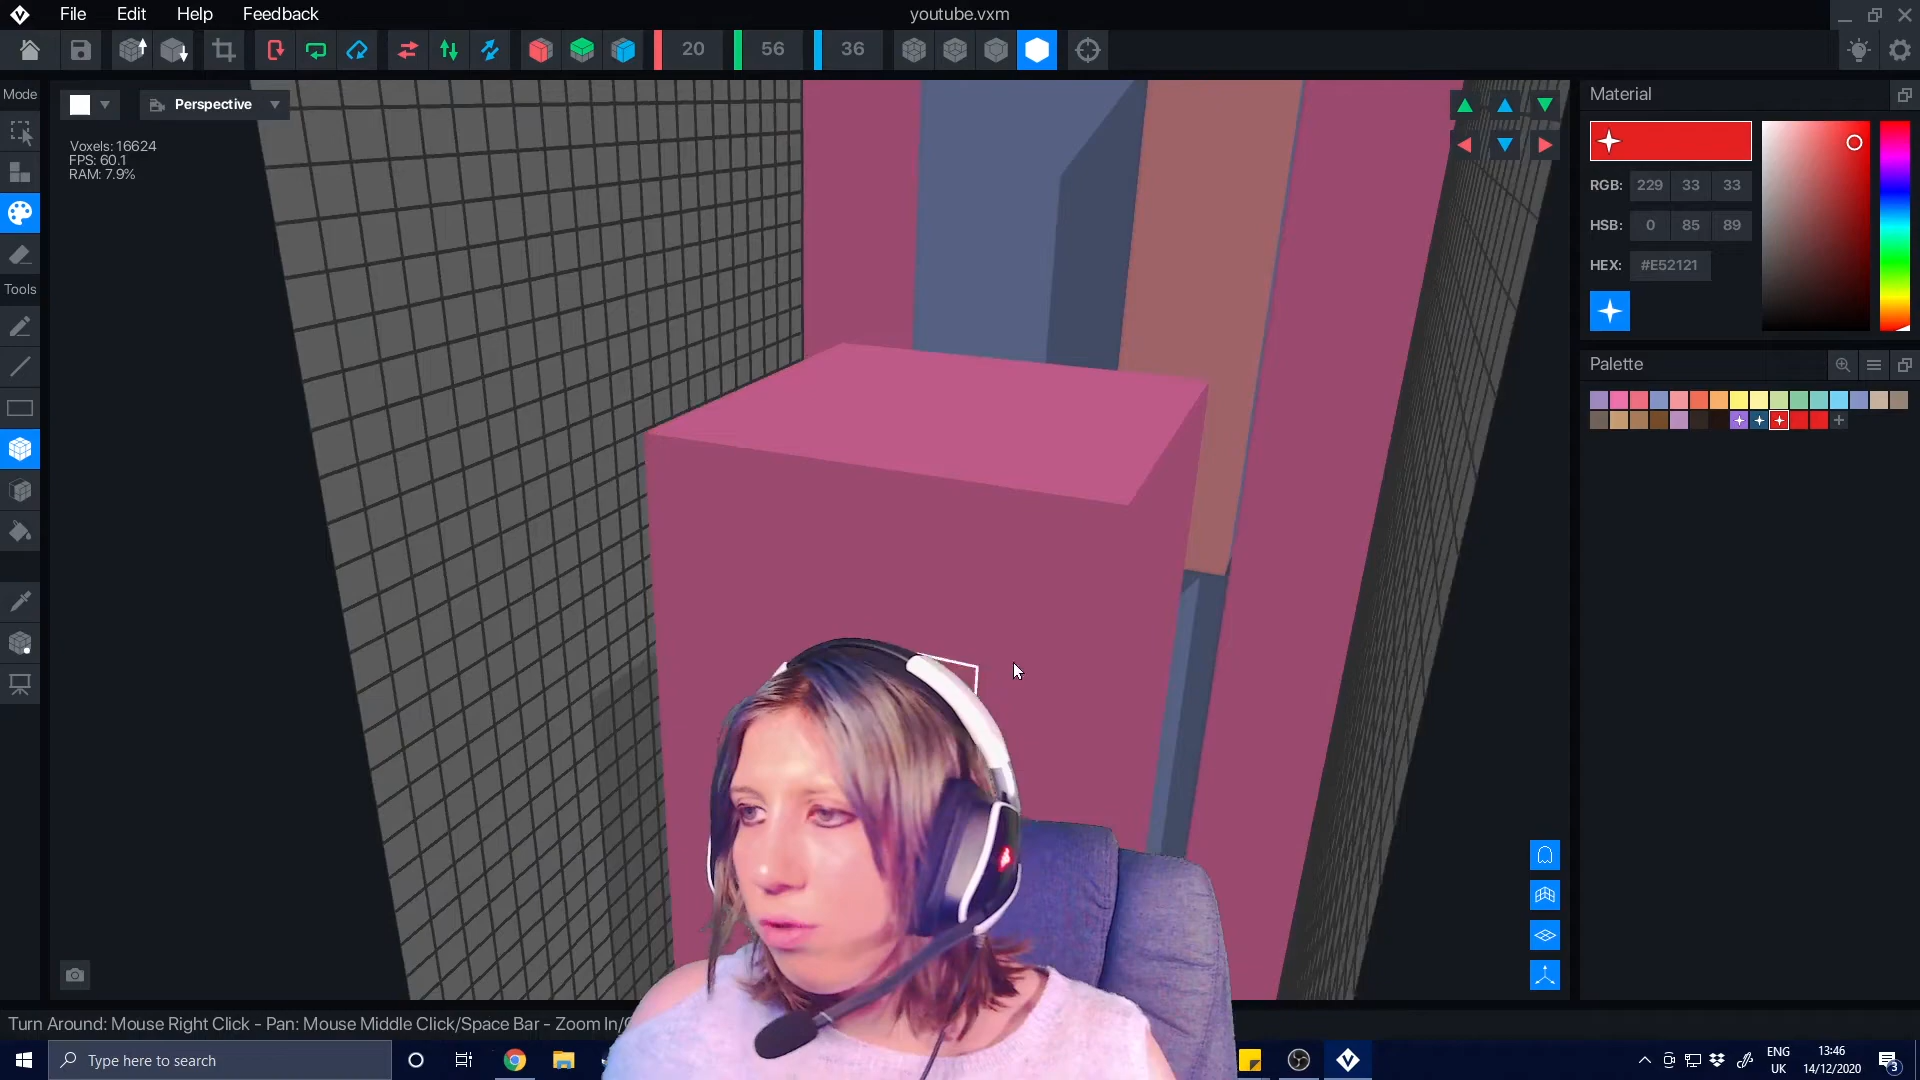 File Edit Help Feedback
youtube.vxm
20 56 36
Mode
Perspective
Voxels: 16624
FPS: 60.1
RAM: 7.9%
Tools
Material
RGB: 229 33 33
HSB: 0 85 89
HEX: #E52121
Palette
Turn Around: Mouse Right Click - Pan: Mouse Middle Click/Space Bar - Zoom In/
Type here to search
ENG
UK
13:46
14/12/2020
3